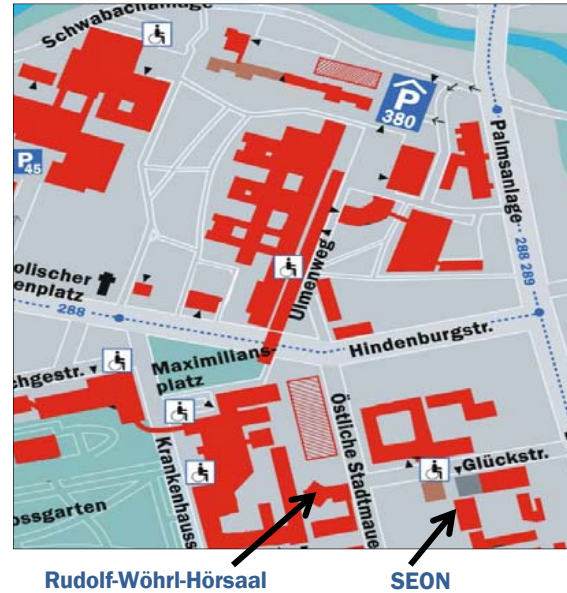 Schwabachanlage
P
380
P
45
Palmsanlage
288 289
olischer
enplatz
288
Ulmenweg
Hindenburgstr.
Maximilians-
platz
chgestr.
Östliche Stadtmaue
Glückstr.
Krankenhauss
ossgarten
Rudolf-Wöhrl-Hörsaal
SEON